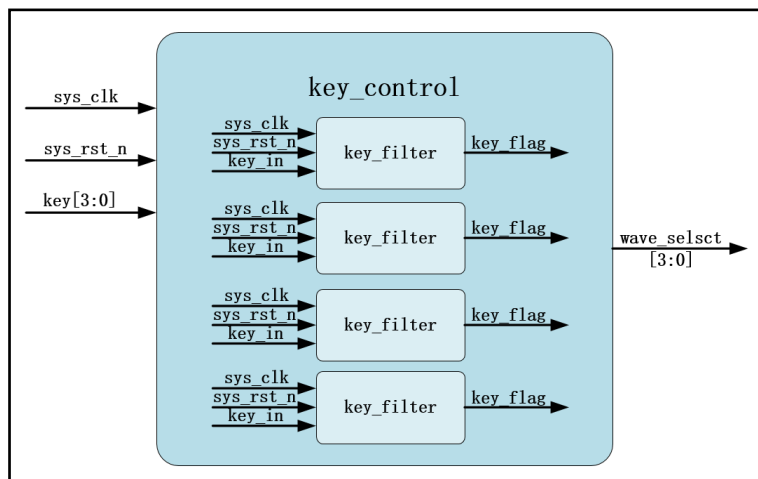 key_control
sys_clk
sys_rst_n
key[3:0]
sys_clk
sys_rst_n
key_in
key_filter
key_flag
sys_clk
sys_rst_n
key_in
key_filter
key_flag
sys_clk
sys_rst_n
key_in
key_filter
key_flag
sys_clk
sys_rst_n
key_in
key_filter
key_flag
wave_selsct
[3:0]